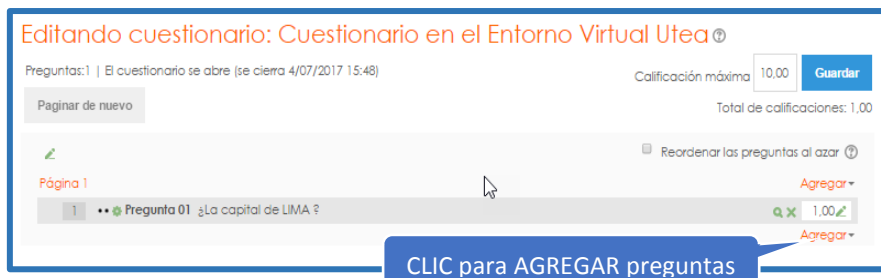 Editando cuestionario: Cuestionario en el Entorno Virtual Utea
Preguntas:1 | El cuestionario se abre (se cierra 4/07/2017 15:48)
Calificación máxima 10,00 Guardar
Paginar de nuevo
Total de calificaciones: 1,00
Reordenar las preguntas al azar
Página 1
Agregar
1 Pregunta 01 ¿La capital de LIMA ?
1,00
Agregar
CLIC para AGREGAR preguntas